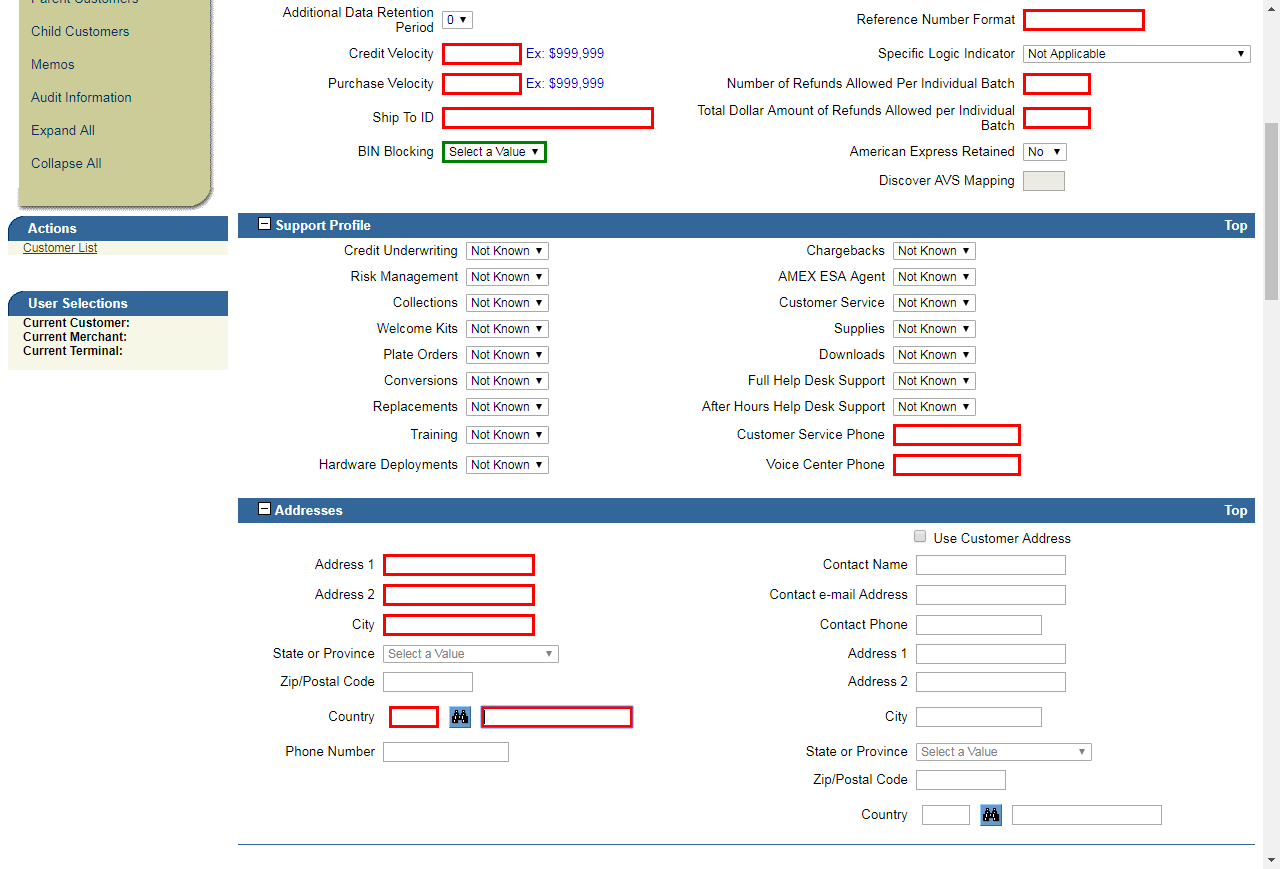 Parent Customers
Child Customers
Memos
Audit Information
Expand All
Collapse All
Actions
Customer List
User Selections
Current Customer:
Current Merchant:
Current Terminal:
Additional Data Retention
Period
0
Reference Number Format
Credit Velocity
Ex: $999,999
Specific Logic Indicator
Not Applicable
Purchase Velocity
Ex: $999,999
Number of Refunds Allowed Per Individual Batch
Ship To ID
Total Dollar Amount of Refunds Allowed per Individual
Batch
BIN Blocking
Select a Value
American Express Retained
No
Discover AVS Mapping
Support Profile
Top
Credit Underwriting Not Known
Chargebacks Not Known
Risk Management Not Known
AMEX ESA Agent Not Known
Collections Not Known
Customer Service Not Known
Welcome Kits Not Known
Supplies Not Known
Plate Orders Not Known
Downloads Not Known
Conversions Not Known
Full Help Desk Support Not Known
Replacements Not Known
After Hours Help Desk Support Not Known
Training Not Known
Customer Service Phone
Hardware Deployments Not Known
Voice Center Phone
Addresses
Top
Use Customer Address
Address 1
Contact Name
Address 2
Contact e-mail Address
City
Contact Phone
State or Province Select a Value
Address 1
Zip/Postal Code
Address 2
Country
City
Phone Number
State or Province Select a Value
Zip/Postal Code
Country